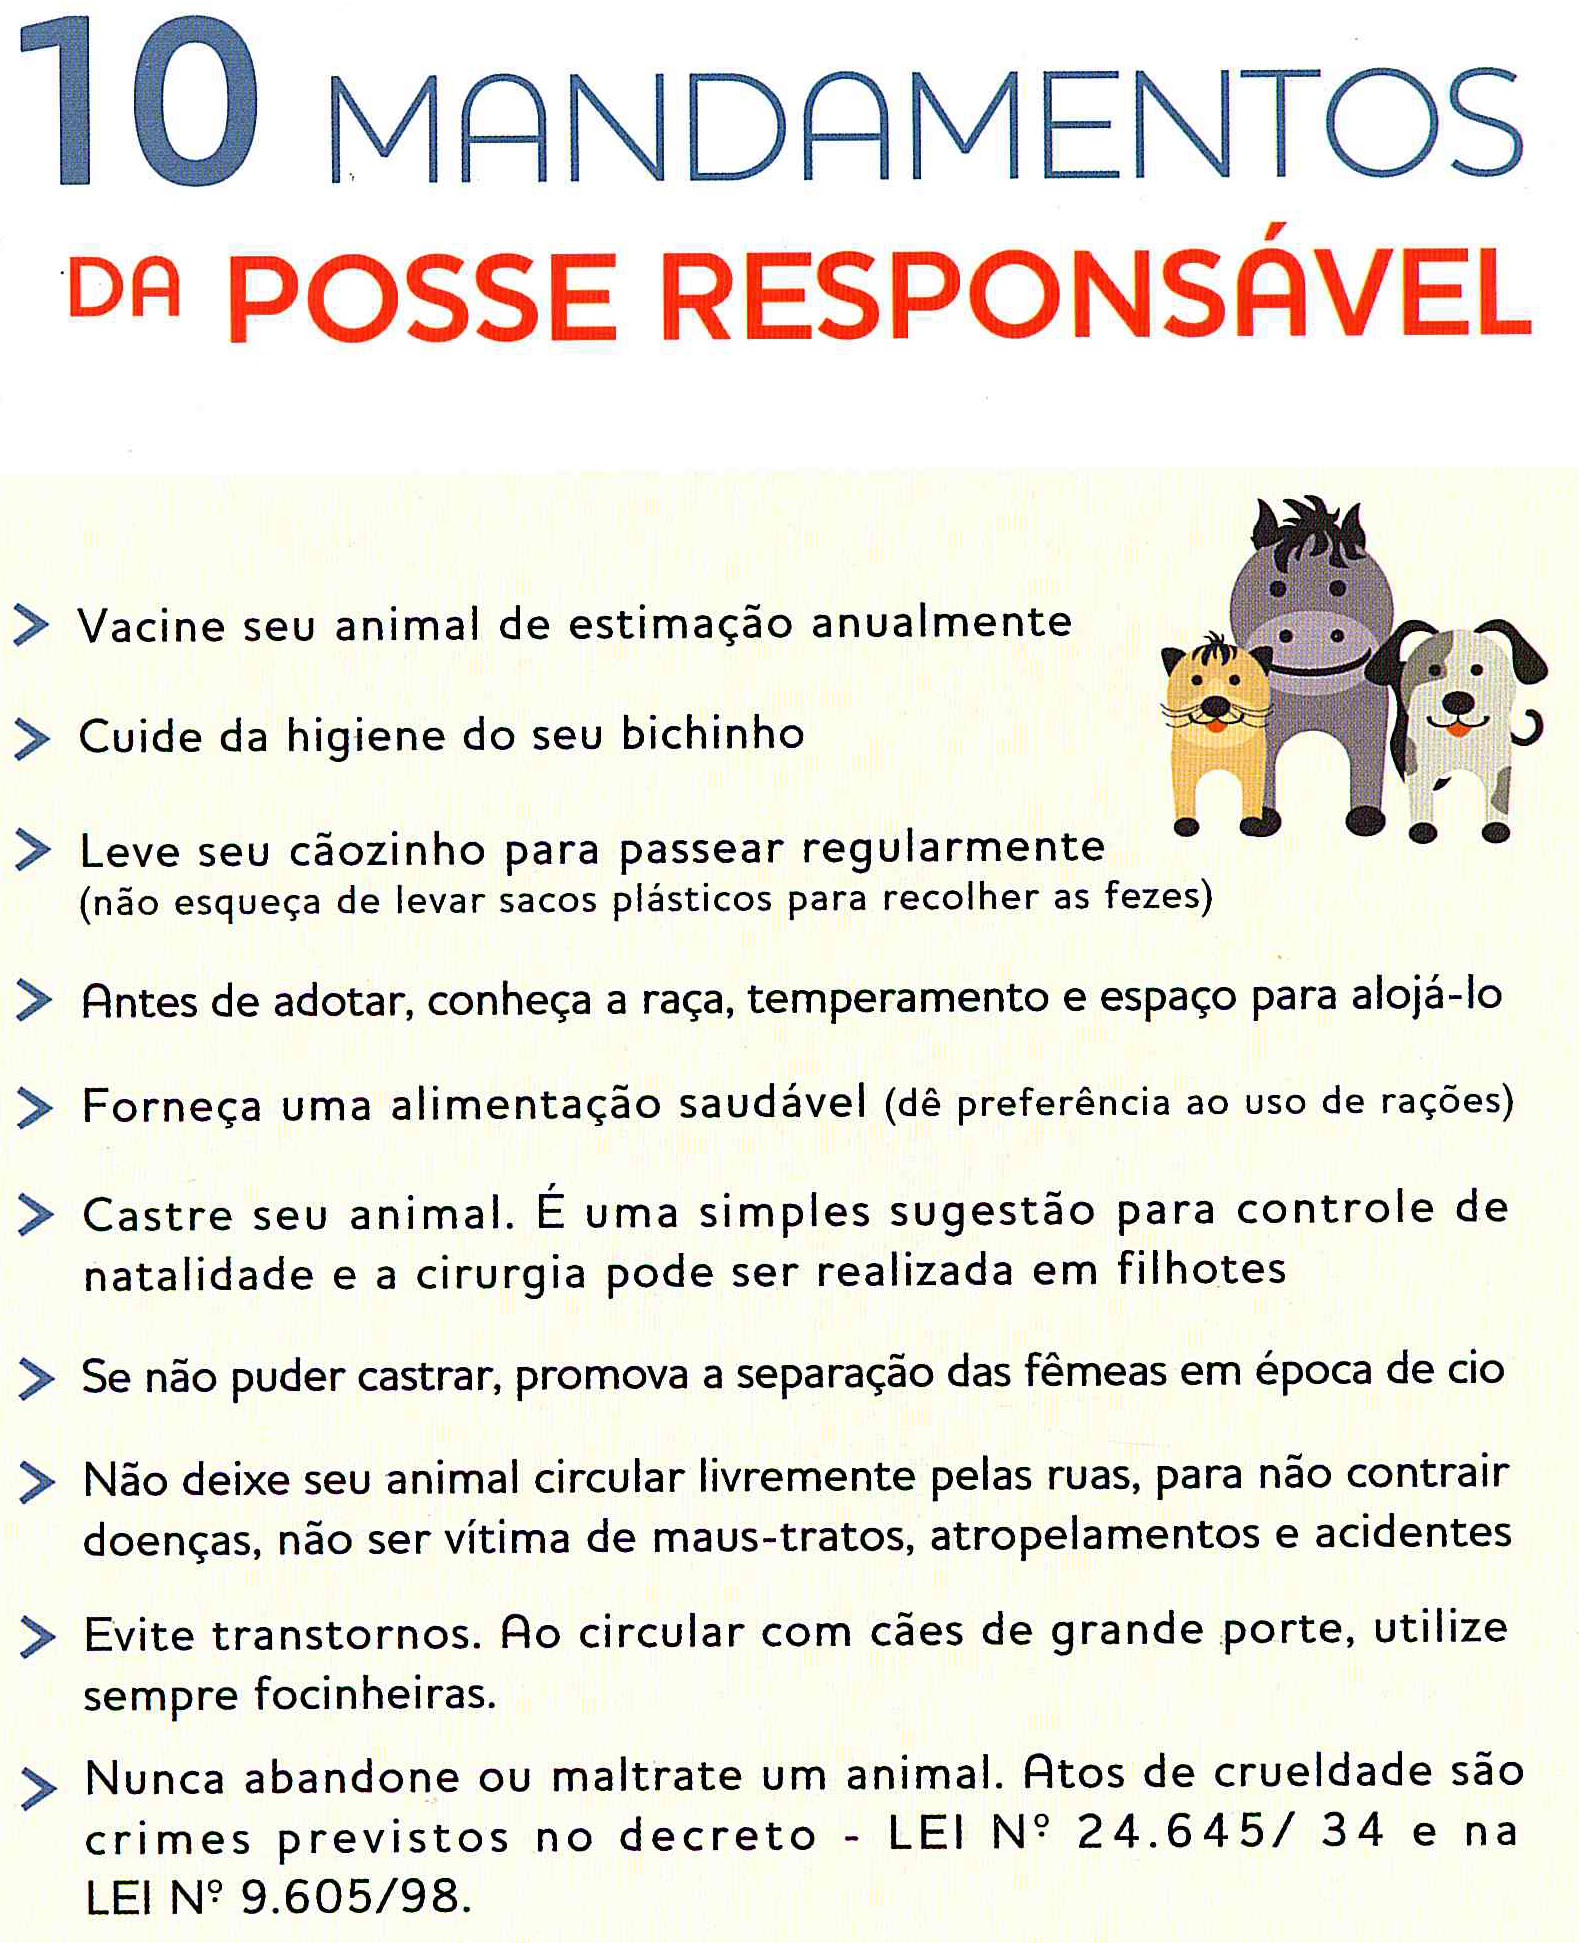 10 MANDAMENTOS
DA POSSE RESPONSÁVEL
> Vacine seu animal de estimação anualmente
> Cuide da higiene do seu bichinho
> Leve seu cãozinho para passear regularmente
(não esqueça de levar sacos plásticos para recolher as fezes)
> Antes de adotar, conheça a raça, temperamento e espaço para alojá-lo
> Forneça uma alimentação saudável (dê preferência ao uso de rações)
> Castre seu animal. É uma simples sugestão para controle de
natalidade e a cirurgia pode ser realizada em filhotes
> Se não puder castrar, promova a separação das fêmeas em época de cio
> Não deixe seu animal circular livremente pelas ruas, para não contrair
doenças, não ser vítima de maus-tratos, atropelamentos e acidentes
> Evite transtornos. Ao circular com cães de grande porte, utilize
sempre focinheiras.
> Nunca abandone ou maltrate um animal. Atos de crueldade são
crimes previstos no decreto - LEI Nº 24.645/ 34 e na
LEI Nº 9.605/98.